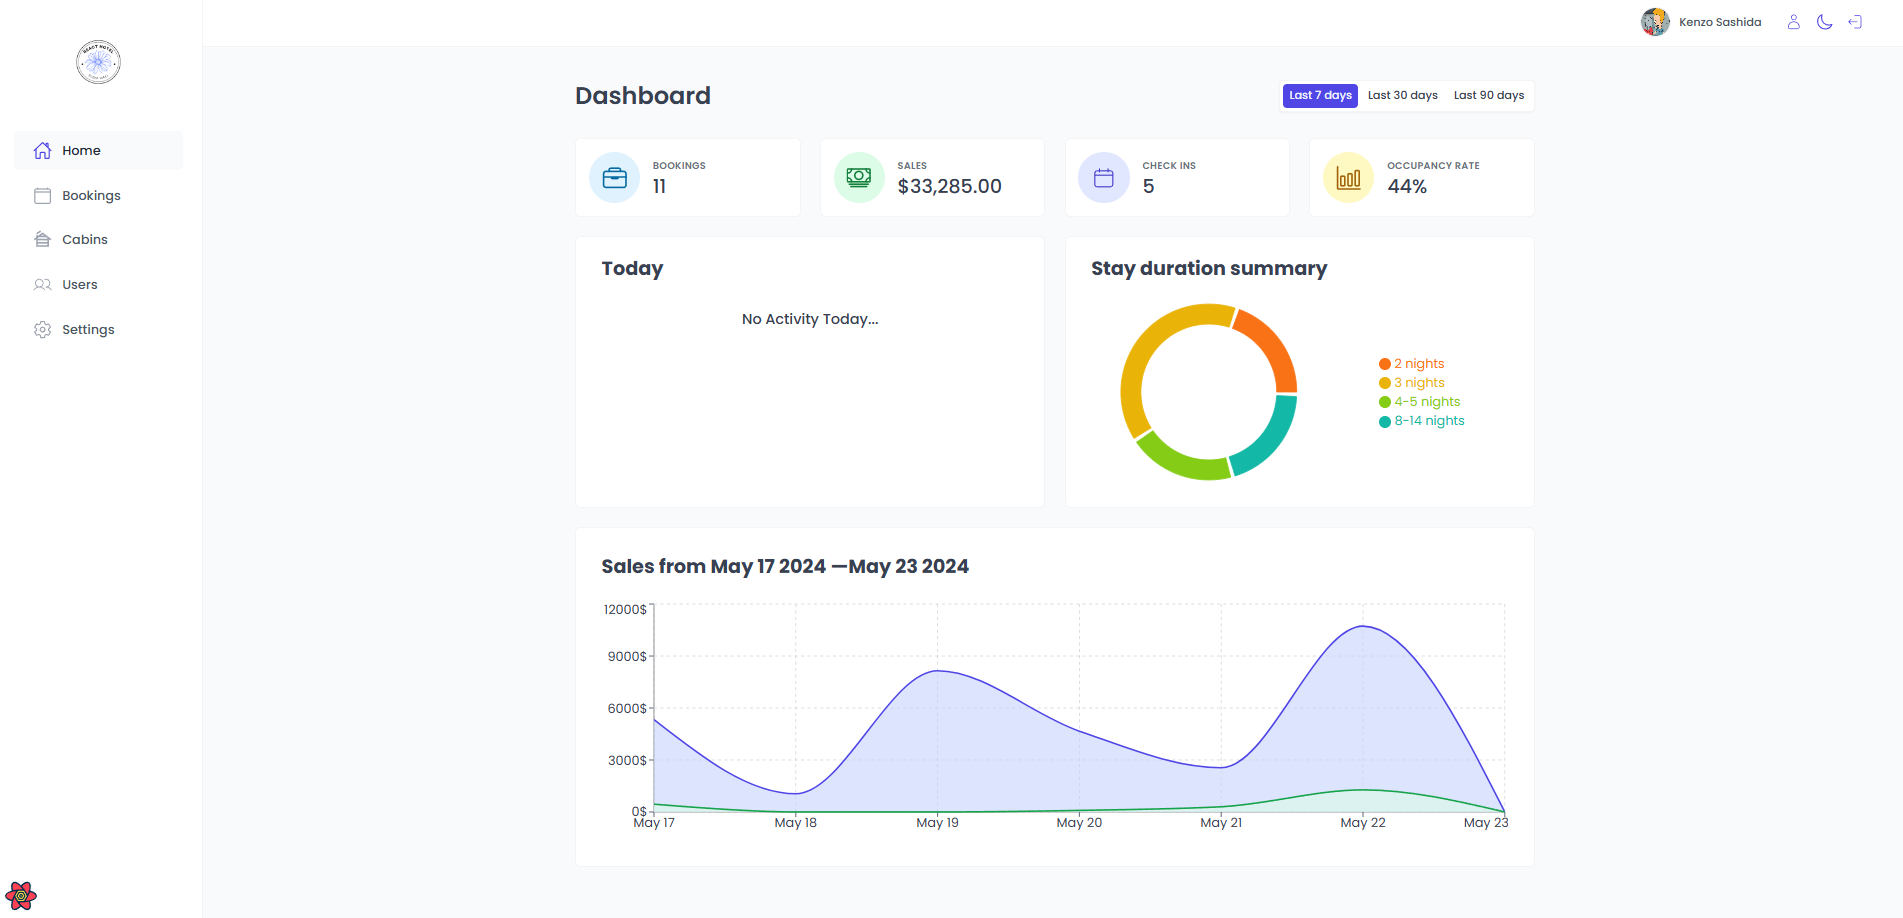 REACT HOTEL
Kenzo Sashida
Home
Bookings
Cabins
Users
Settings
Dashboard
Last 7 days Last 30 days Last 90 days
BOOKINGS
11
SALES
$33,285.00
CHECK INS
5
OCCUPANCY RATE
44%
Today
No Activity Today...
Stay duration summary
2 nights
3 nights
4-5 nights
8-14 nights
Sales from May 17 2024 —May 23 2024
12000$
9000$
6000$
3000$
0$
May 17 May 18 May 19 May 20 May 21 May 22 May 23